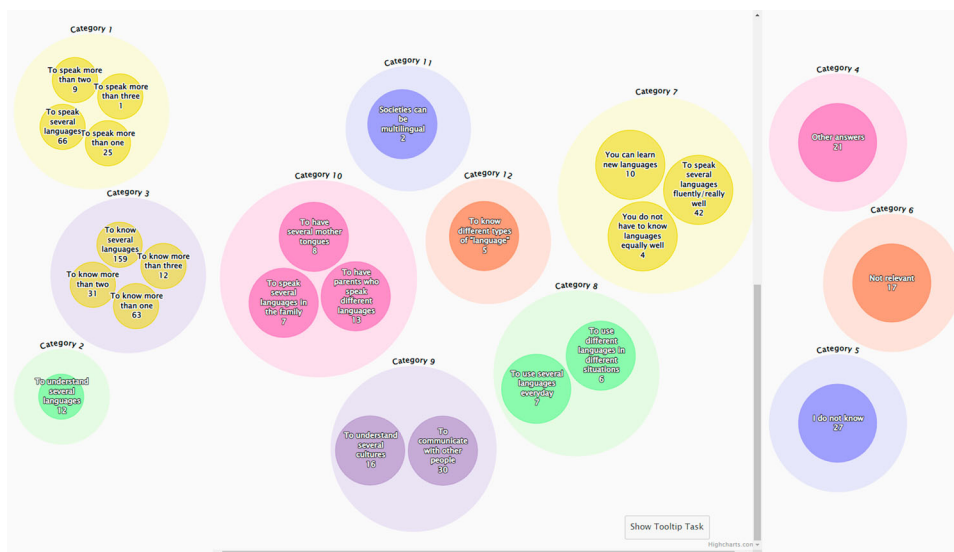 Category 1
To speak more
than two
9
To speak more
than three
1
To speak
several
languages
66
To speak more
than one
25
Category 3
To know
several
languages
159
To know more
than three
12
To know more
than two
31
To know more
than one
63
Category 2
To understand
several
languages
12
Category 11
Societies can
be
multilingual
2
Category 10
To have
several mother
tongues
8
To speak
several
languages in
the family
7
To have
parents who
speak
different
languages
13
Category 12
To know
different types
of "language"
5
Category 7
You can learn
new languages
10
To speak
several
languages
fluently/really
well
42
You do not
have to know
languages
equally well
4
Category 8
To use
different
languages in
different
situations
6
To use several
languages
everyday
7
Category 9
To understand
several
cultures
16
To
communicate
with other
people
30
Category 4
Other answers
21
Category 6
Not relevant
17
Category 5
I do not know
27
Show Tooltip Task
Highcharts.com